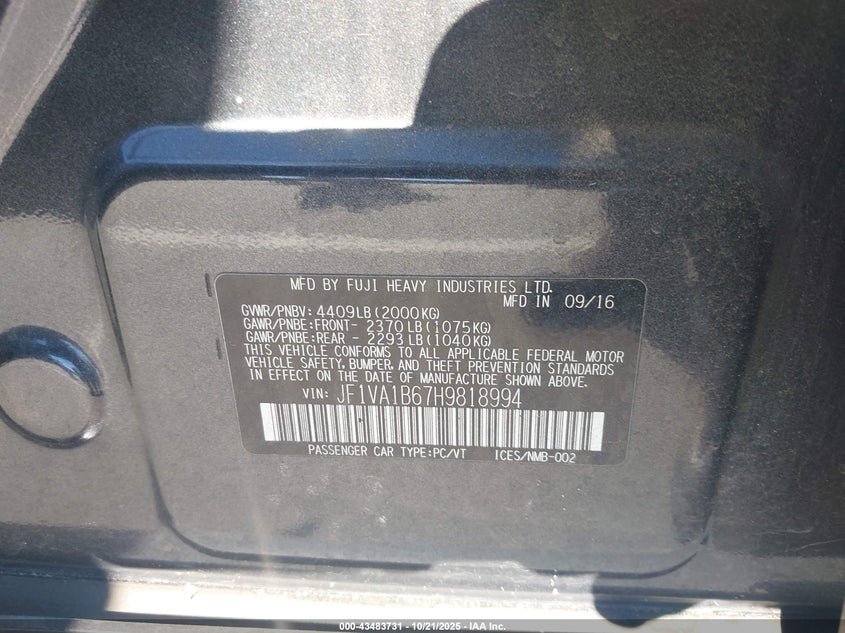 MFD BY FUJI HEAVY INDUSTRIES LTD.
MFD IN 09/16
GVWR/PNBV: 4409LB(2000KG)
GAWR/PNBE:FRONT- 2370LB(1075KG)
GAWR/PNBE:REAR - 2293LB(1040KG)
THIS VEHICLE CONFORMS TO ALL APPLICABLE FEDERAL MOTOR
VEHICLE SAFETY, BUMPER, AND THEFT PREVENTION STANDARDS
IN EFFECT ON THE DATE OF MANUFACTURE SHOWN ABOVE.
VIN: JF1VA1B67H9818994
PASSENGER CAR TYPE:PC/VT ICES/NMB-002
000-43483731 - 10/21/2025 - IAA Inc.